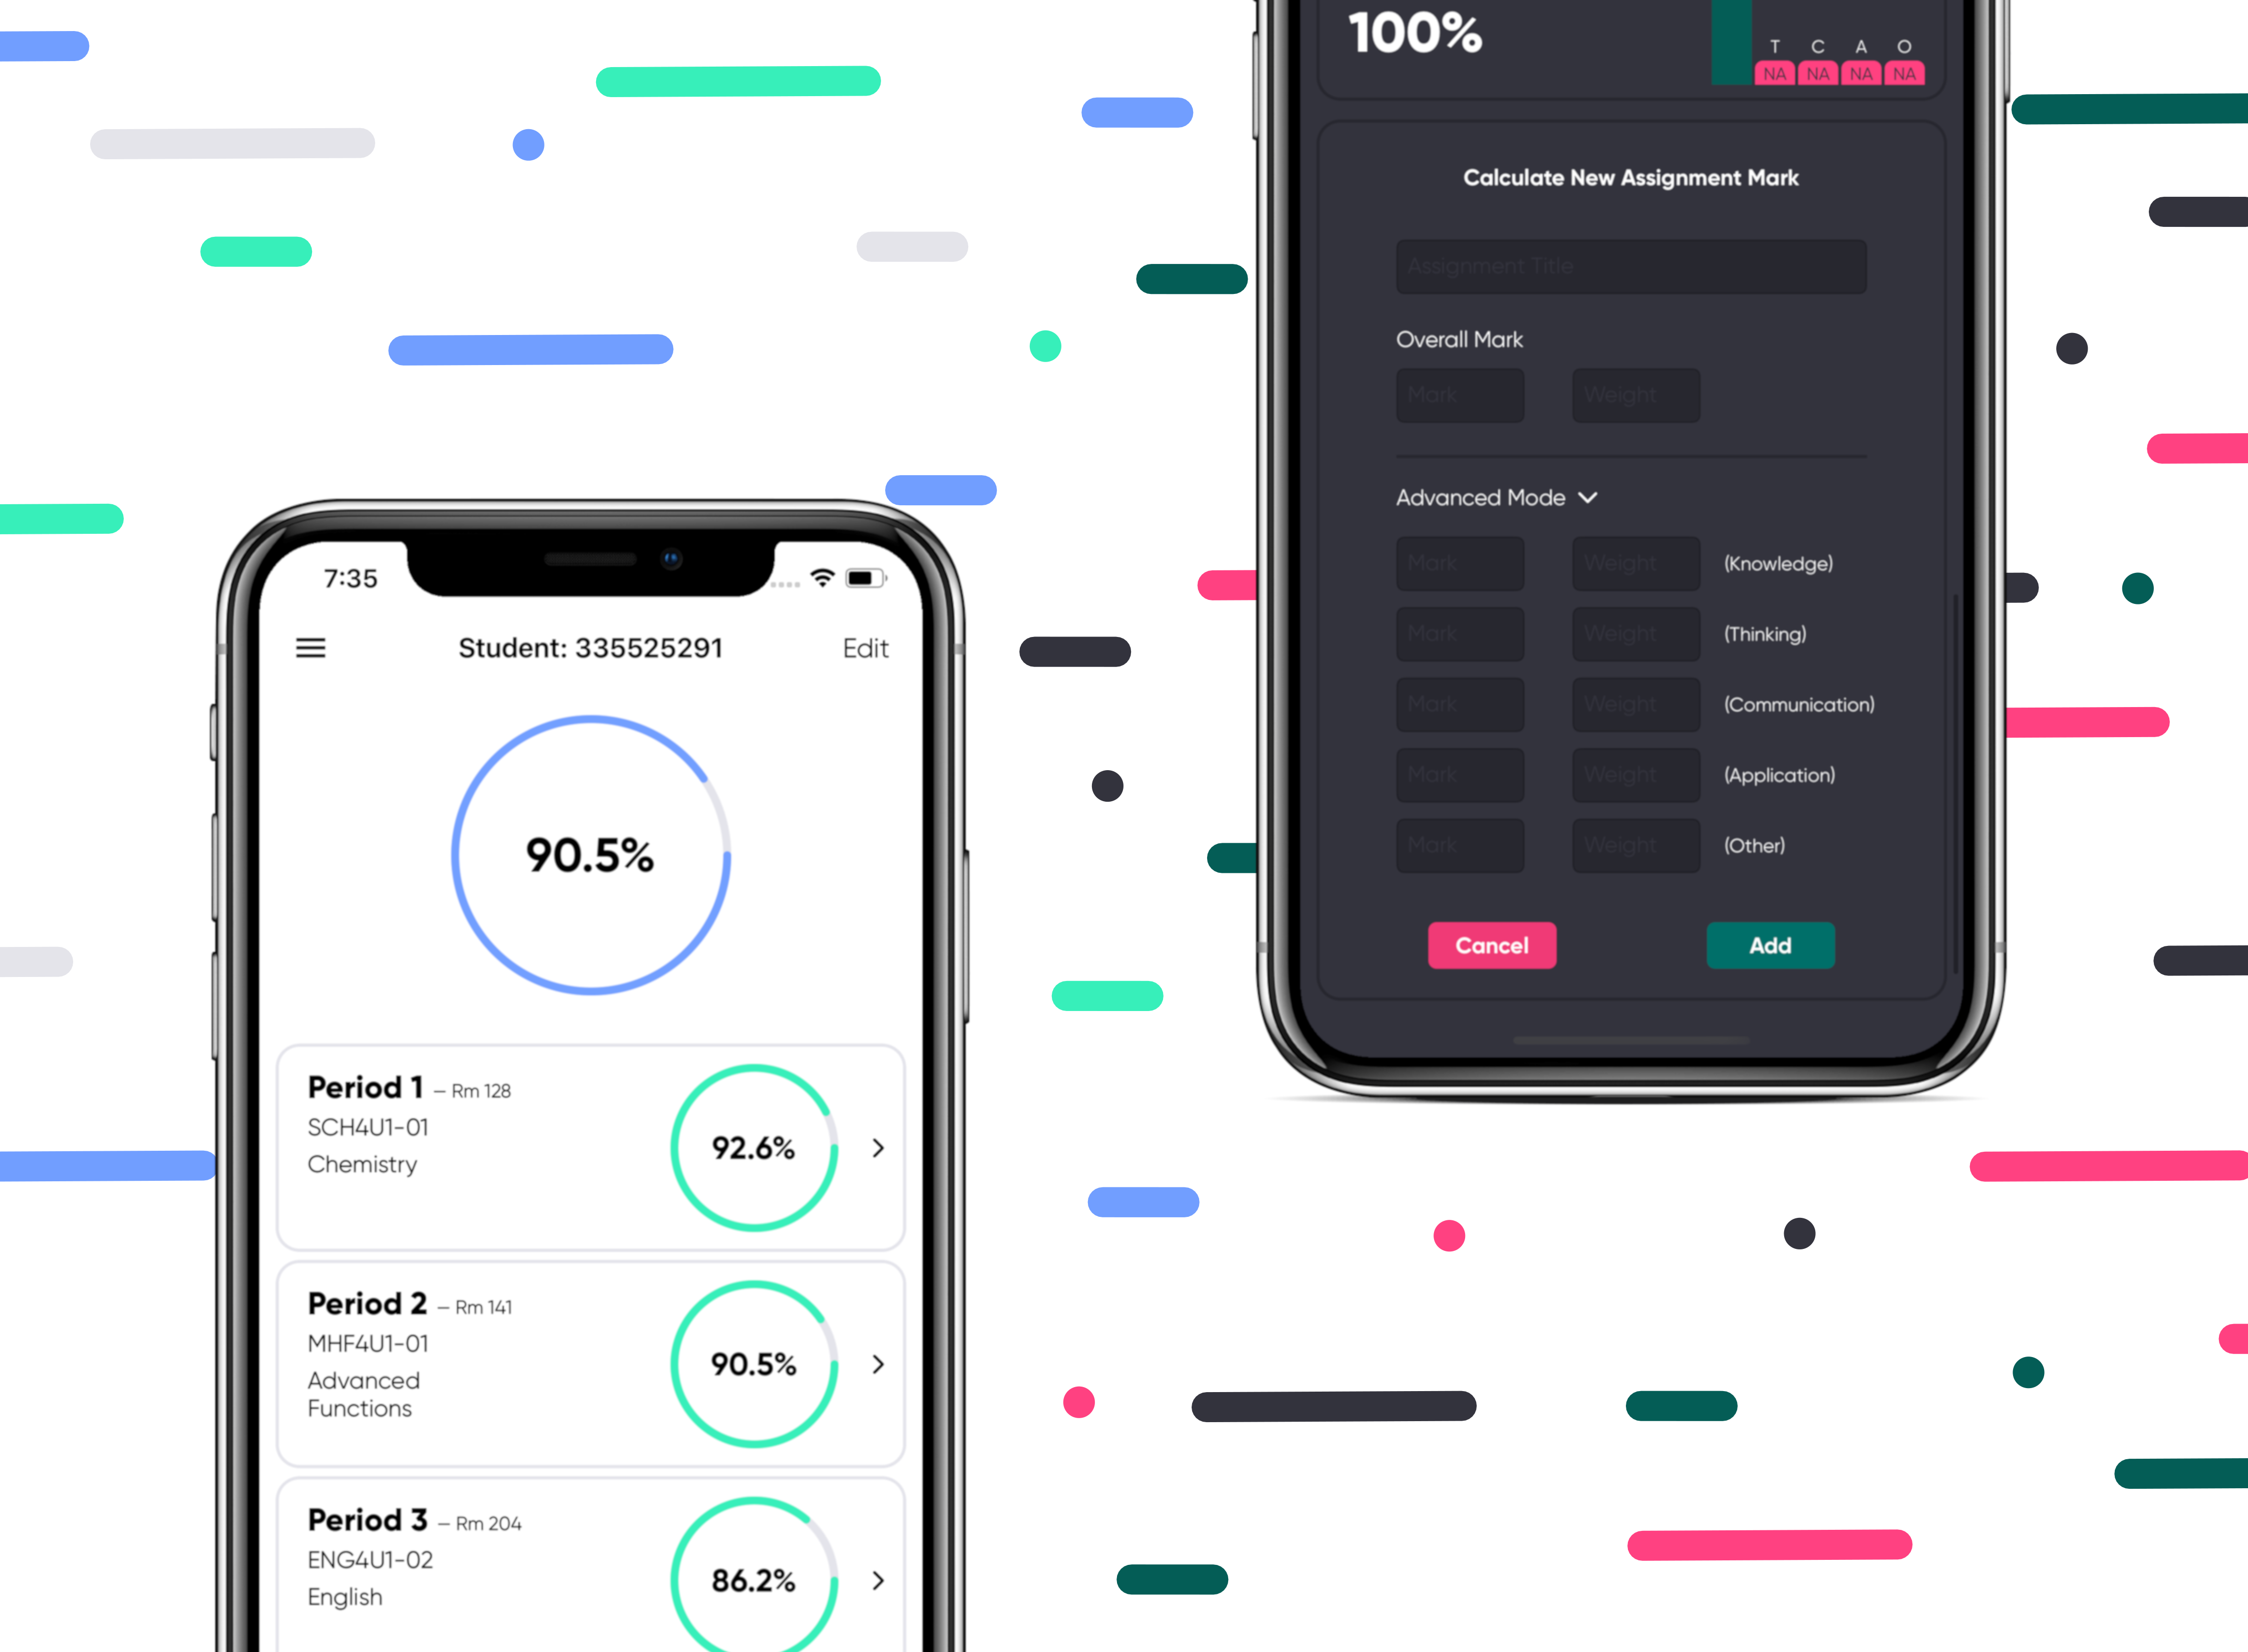 7:35
Student: 335525291
Edit
90.5%
Period 1 – Rm 128
SCH4U1-01
Chemistry
92.6%
Period 2 – Rm 141
MHF4U1-01
Advanced
Functions
90.5%
Period 3 – Rm 204
ENG4U1-02
English
86.2%
100%
T C A O
NA NA NA NA
Calculate New Assignment Mark
Assignment Title
Overall Mark
Mark Weight
Advanced Mode
Mark Weight (Knowledge)
Mark Weight (Thinking)
Mark Weight (Communication)
Mark Weight (Application)
Mark Weight (Other)
Cancel Add